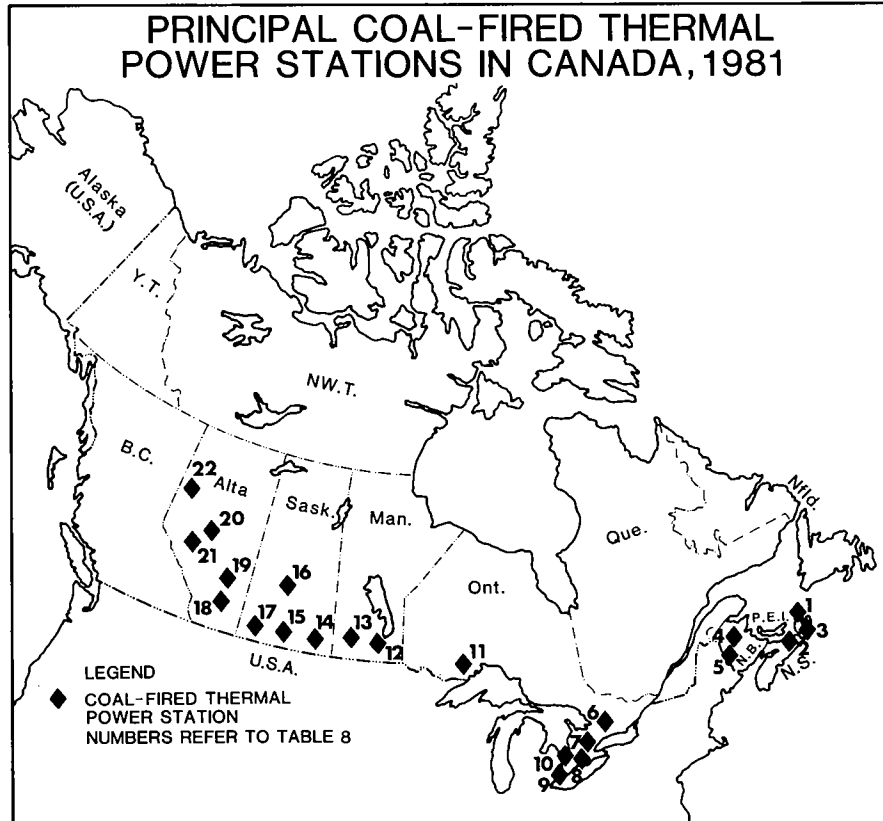 PRINCIPAL COAL-FIRED THERMAL
POWER STATIONS IN CANADA, 1981
Alaska
(U.S.A.)
Y.T.
N.W.T.
B.C.
22
Alta
20
21
19
18
Sask.
16
17
15
14
Man.
13
12
Ont.
11
Que.
Nfld.
P.E.I.
1
3
2
4
5
N.B.
N.S.
6
7
10
8
9
U.S.A.
LEGEND
COAL-FIRED THERMAL
POWER STATION
NUMBERS REFER TO TABLE 8